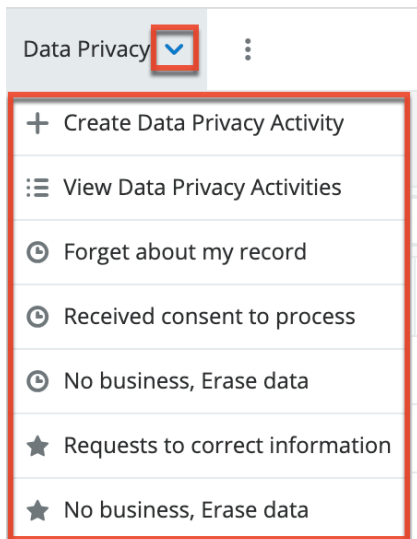 Data Privacy
Create Data Privacy Activity
View Data Privacy Activities
Forget about my record
Received consent to process
No business, Erase data
Requests to correct information
No business, Erase data